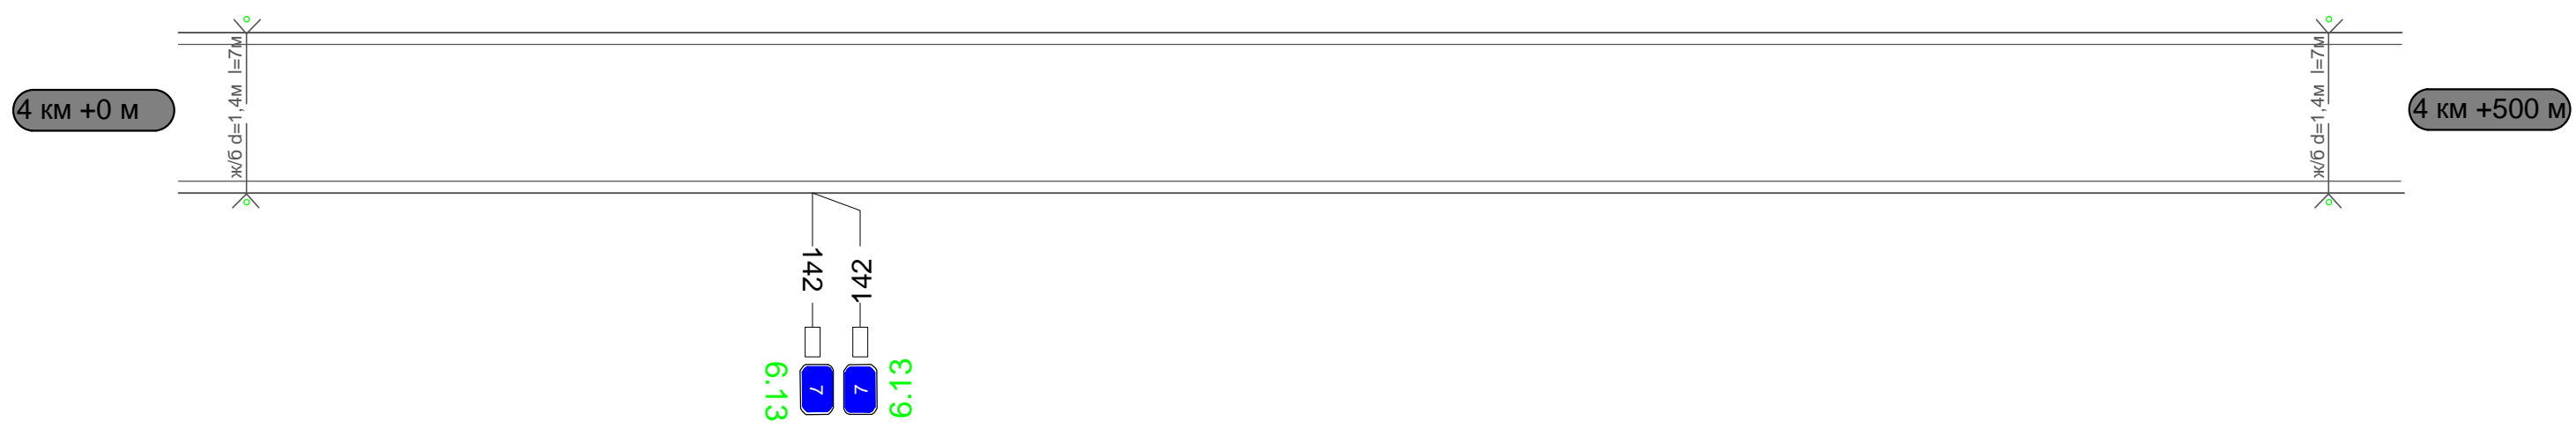 4 км +0 м
ж/б d=1,4м l=7м
ж/б d=1,4м l=7м
4 км +500 м
142
142
6.13
7
7
6.13